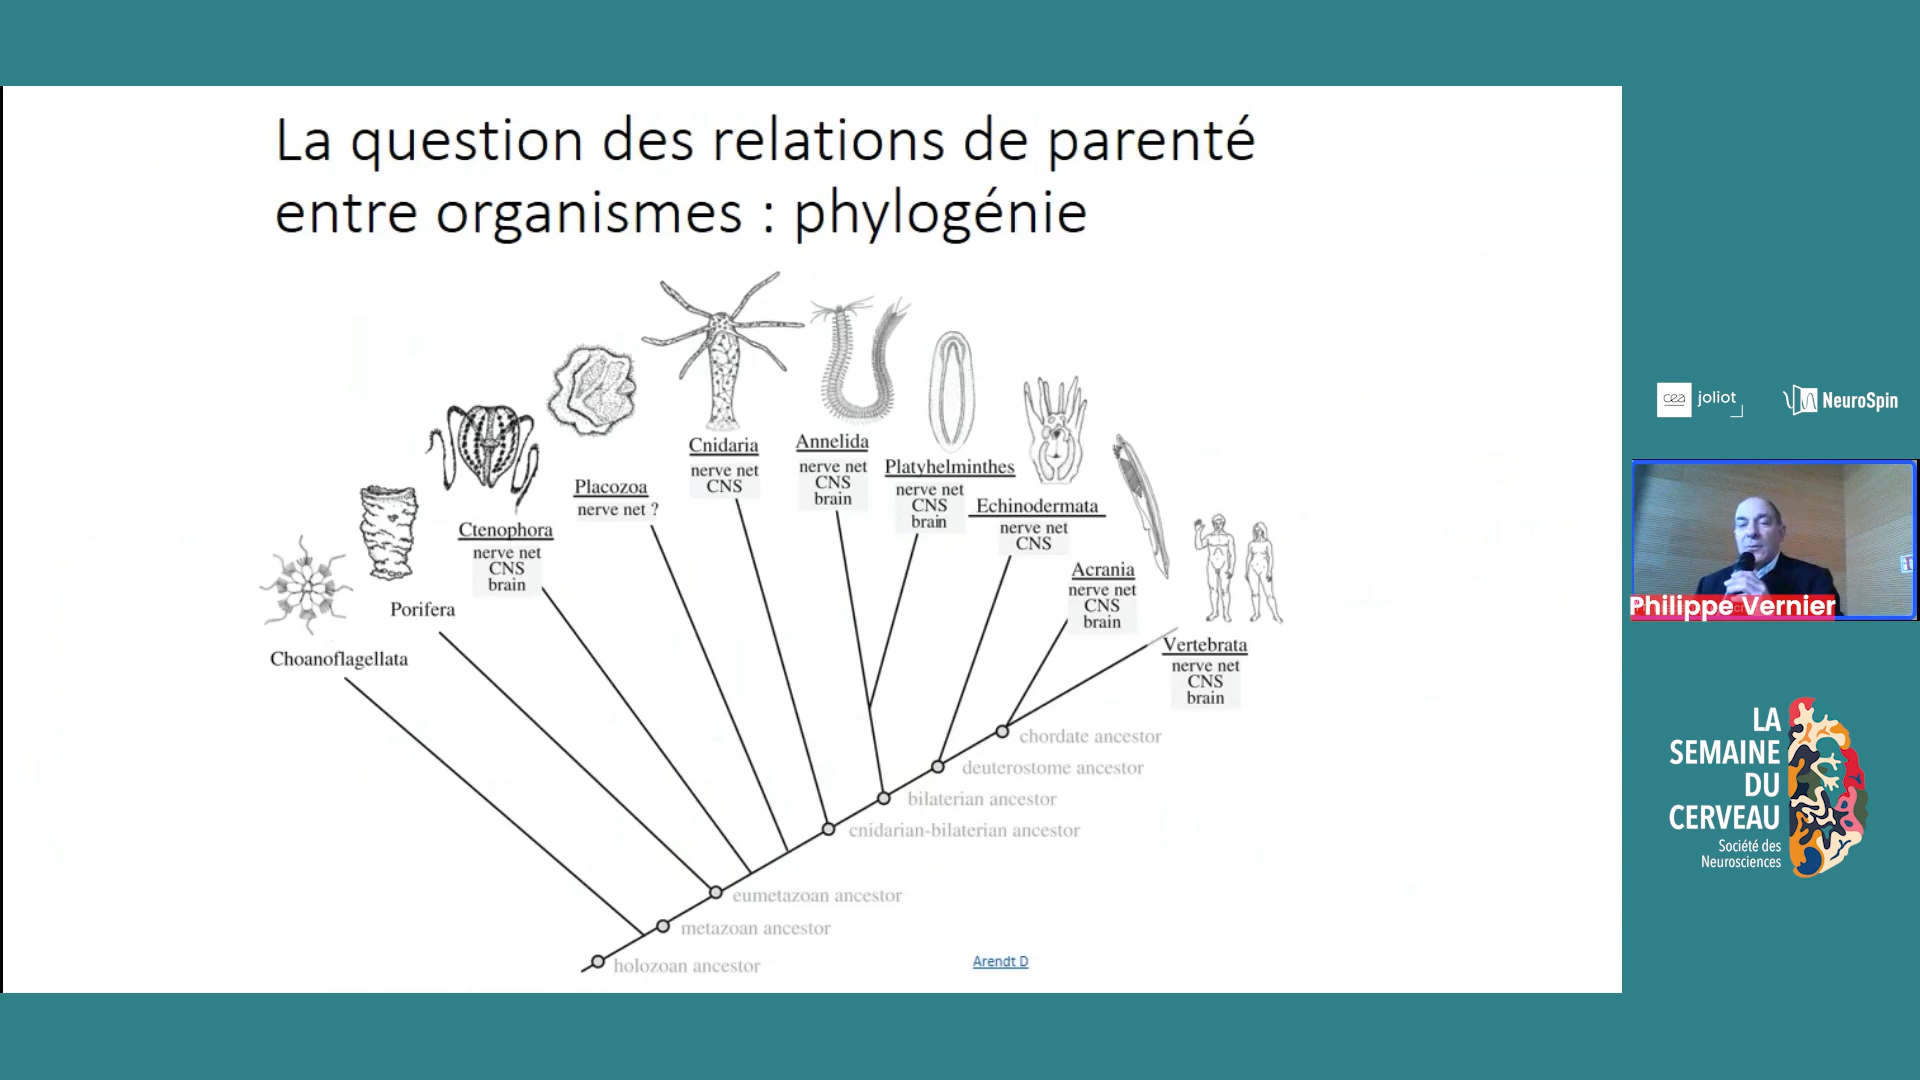 La question des relations de parenté
entre organismes : phylogénie
Choanoflagellata
Porifera
Ctenophora
nerve net
CNS
brain
Placozoa
nerve net ?
Cnidaria
nerve net
CNS
Annelida
nerve net
CNS
brain
Platyhelminthes
nerve net
CNS
brain
Echinodermata
nerve net
CNS
Acrania
nerve net
CNS
brain
Vertebrata
nerve net
CNS
brain
chordate ancestor
deuterostome ancestor
bilaterian ancestor
cnidarian-bilaterian ancestor
eumetazoan ancestor
metazoan ancestor
holozoan ancestor
Arendt D
cea joliot
NeuroSpin
Philippe Vernier
LA
SEMAINE
DU
CERVEAU
Société des
Neurosciences